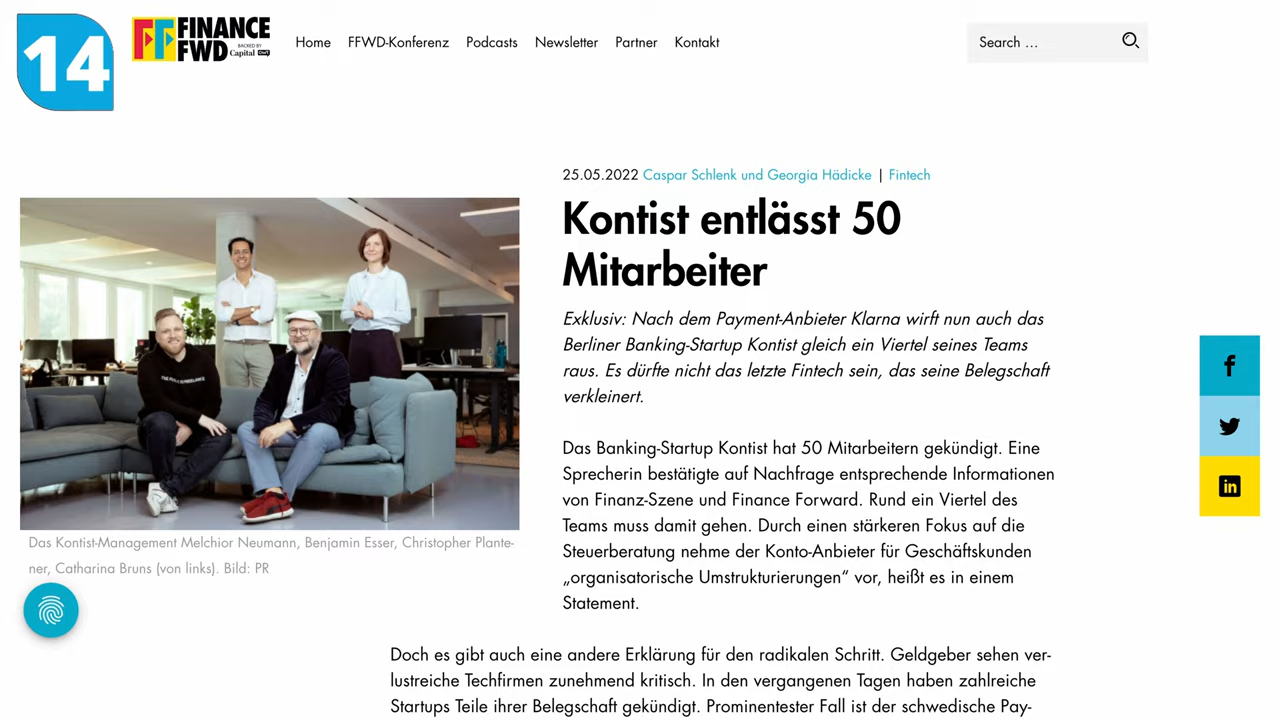 14
FINANCE
FWD
BACKED BY
Capital
Home FFWD-Konferenz Podcasts Newsletter Partner Kontakt
Search ...
25.05.2022 Caspar Schlenk und Georgia Hädicke | Fintech
Kontist entlässt 50
Mitarbeiter
Exklusiv: Nach dem Payment-Anbieter Klarna wirft nun auch das
Berliner Banking-Startup Kontist gleich ein Viertel seines Teams
raus. Es dürfte nicht das letzte Fintech sein, das seine Belegschaft
verkleinert.
Das Kontist-Management Melchior Neumann, Benjamin Esser, Christopher Plante-
ner, Catharina Bruns (von links). Bild: PR
Das Banking-Startup Kontist hat 50 Mitarbeitern gekündigt. Eine
Sprecherin bestätigte auf Nachfrage entsprechende Informationen
von Finanz-Szene und Finance Forward. Rund ein Viertel des
Teams muss damit gehen. Durch einen stärkeren Fokus auf die
Steuerberatung nehme der Konto-Anbieter für Geschäftskunden
„organisatorische Umstrukturierungen“ vor, heißt es in einem
Statement.
Doch es gibt auch eine andere Erklärung für den radikalen Schritt. Geldgeber sehen ver-
lustreiche Techfirmen zunehmend kritisch. In den vergangenen Tagen haben zahlreiche
Startups Teile ihrer Belegschaft gekündigt. Prominentester Fall ist der schwedische Pay-